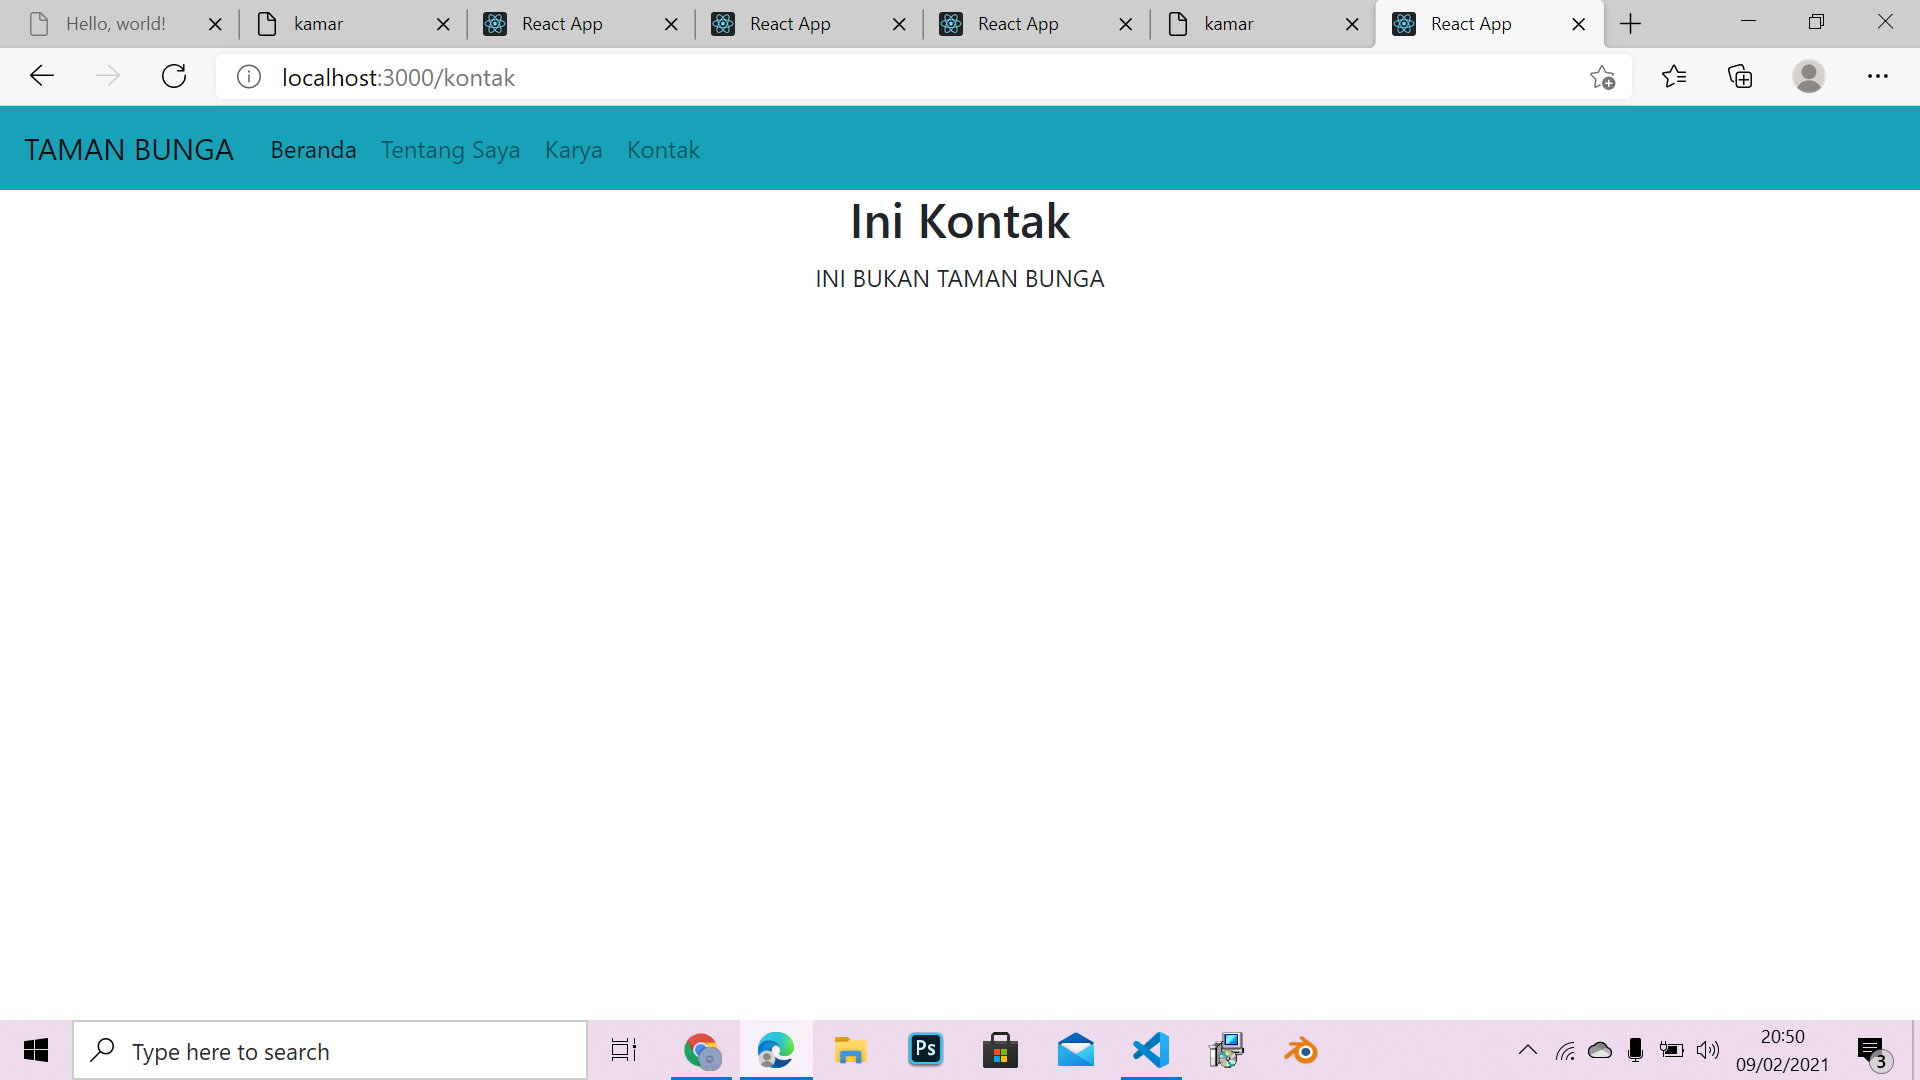 Hello, world!
kamar
React App
React App
React App
kamar
React App
localhost:3000/kontak
TAMAN BUNGA
Beranda
Tentang Saya
Karya
Kontak
Ini Kontak
INI BUKAN TAMAN BUNGA
Type here to search
Ps
20:50
09/02/2021
3